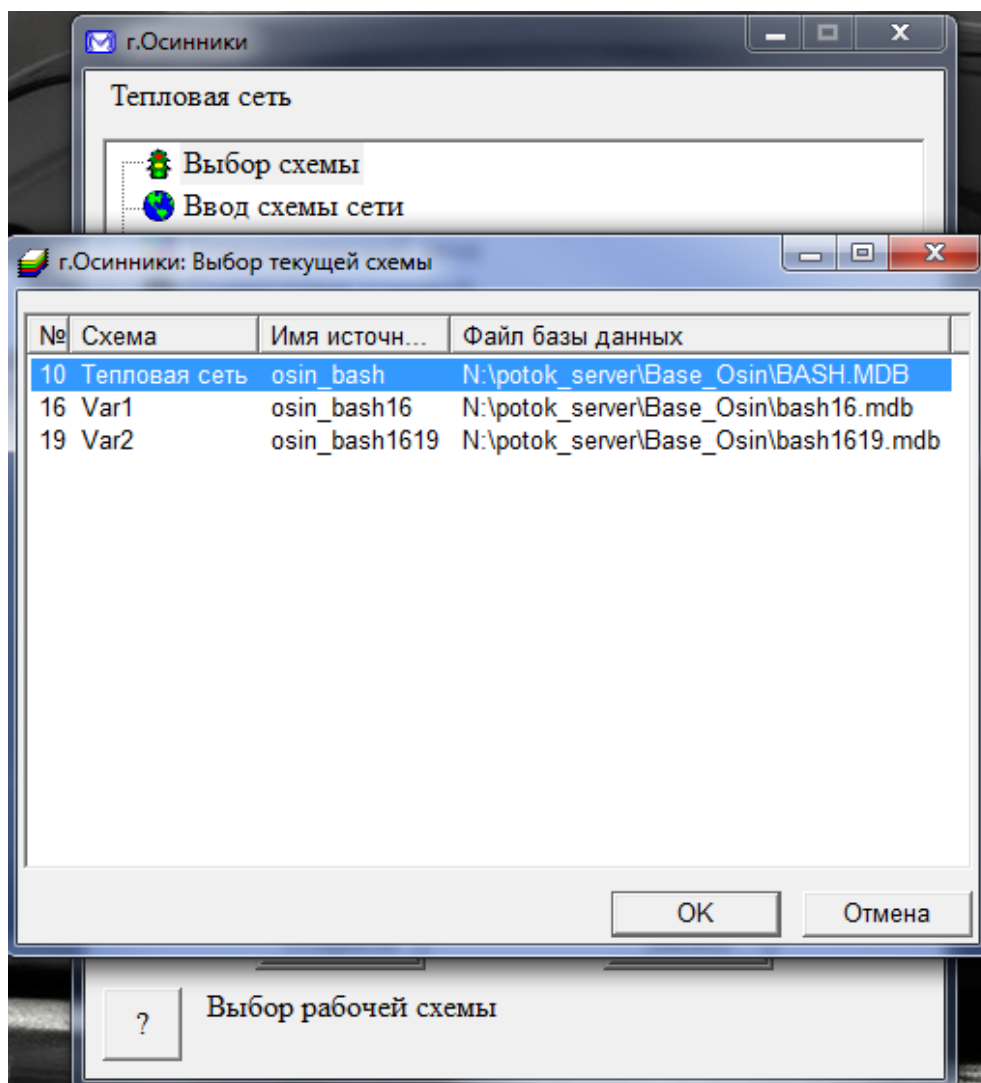 г.Осинники
Тепловая сеть
Выбор схемы
Ввод схемы сети
г.Осинники: Выбор текущей схемы
№ Схема Имя источн... Файл базы данных
10 Тепловая сеть osin_bash N:\potok_server\Base_Osin\BASH.MDB
16 Var1 osin_bash16 N:\potok_server\Base_Osin\bash16.mdb
19 Var2 osin_bash1619 N:\potok_server\Base_Osin\bash1619.mdb
OK Отмена
? Выбор рабочей схемы